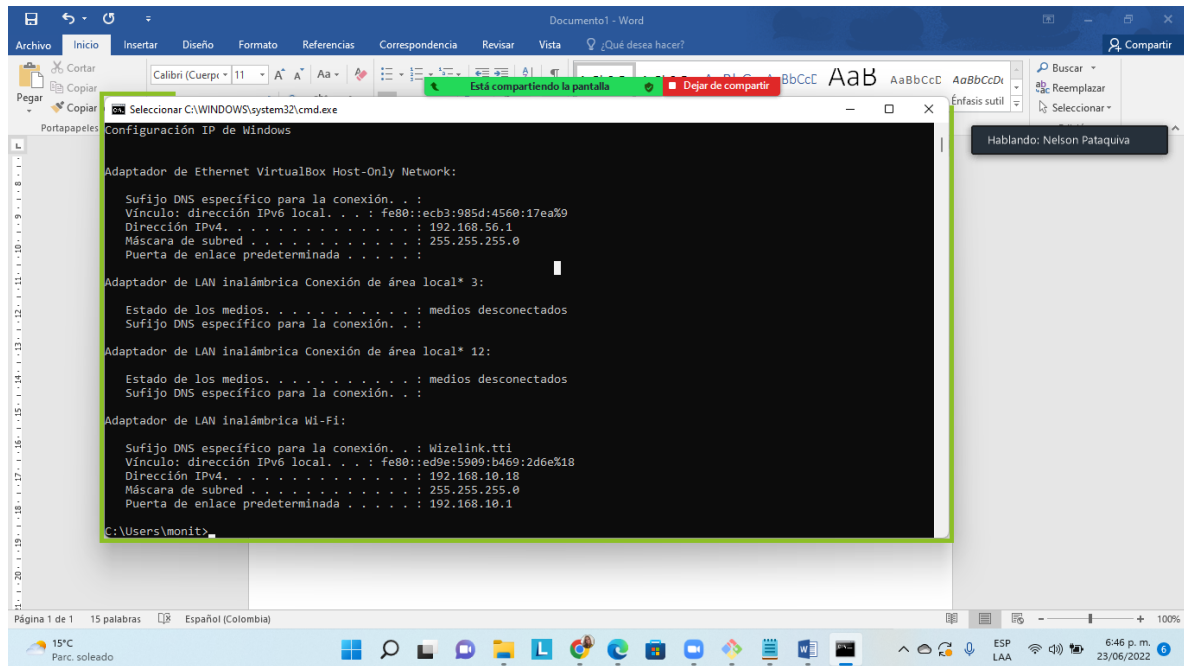 Documento1 - Word
Archivo Inicio Insertar Diseño Formato Referencias Correspondencia Revisar Vista ¿Qué desea hacer? Compartir
Pegar
Cortar
Copiar
Copiar
Portapapeles
Calibri (Cuerpo 11
AaB AaBbCcD AaBbCcDc
Énfasis sutil
Buscar
Reemplazar
Seleccionar
Está compartiendo la pantalla Dejar de compartir
Hablando: Nelson Pataquiva
Seleccionar C:\WINDOWS\system32\cmd.exe
Configuración IP de Windows
Adaptador de Ethernet VirtualBox Host-Only Network:
Sufijo DNS específico para la conexión. . :
Vínculo: dirección IPv6 local. . . : fe80::ecb3:985d:4560:17ea%9
Dirección IPv4. . . . . . . . . . . . . . : 192.168.56.1
Máscara de subred . . . . . . . . . . . . : 255.255.255.0
Puerta de enlace predeterminada . . . . . :
Adaptador de LAN inalámbrica Conexión de área local* 3:
Estado de los medios. . . . . . . . . . . : medios desconectados
Sufijo DNS específico para la conexión. . :
Adaptador de LAN inalámbrica Conexión de área local* 12:
Estado de los medios. . . . . . . . . . . : medios desconectados
Sufijo DNS específico para la conexión. . :
Adaptador de LAN inalámbrica Wi-Fi:
Sufijo DNS específico para la conexión. . : Wizelink.tti
Vínculo: dirección IPv6 local. . . : fe80::ed9e:5909:b469:2d6e%18
Dirección IPv4. . . . . . . . . . . . . . : 192.168.10.18
Máscara de subred . . . . . . . . . . . . : 255.255.255.0
Puerta de enlace predeterminada . . . . . : 192.168.10.1
C:\Users\monit>
Página 1 de 1 15 palabras Español (Colombia) 100%
15°C
Parc. soleado
ESP
LAA
6:46 p. m.
23/06/2022
6